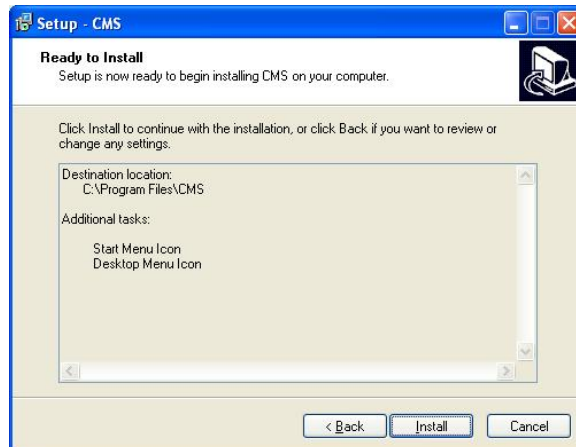 Setup - CMS
Ready to Install
Setup is now ready to begin installing CMS on your computer.
Click Install to continue with the installation, or click Back if you want to review or
change any settings.
Destination location:
C:\Program Files\CMS
Additional tasks:
Start Menu Icon
Desktop Menu Icon
< Back Install Cancel